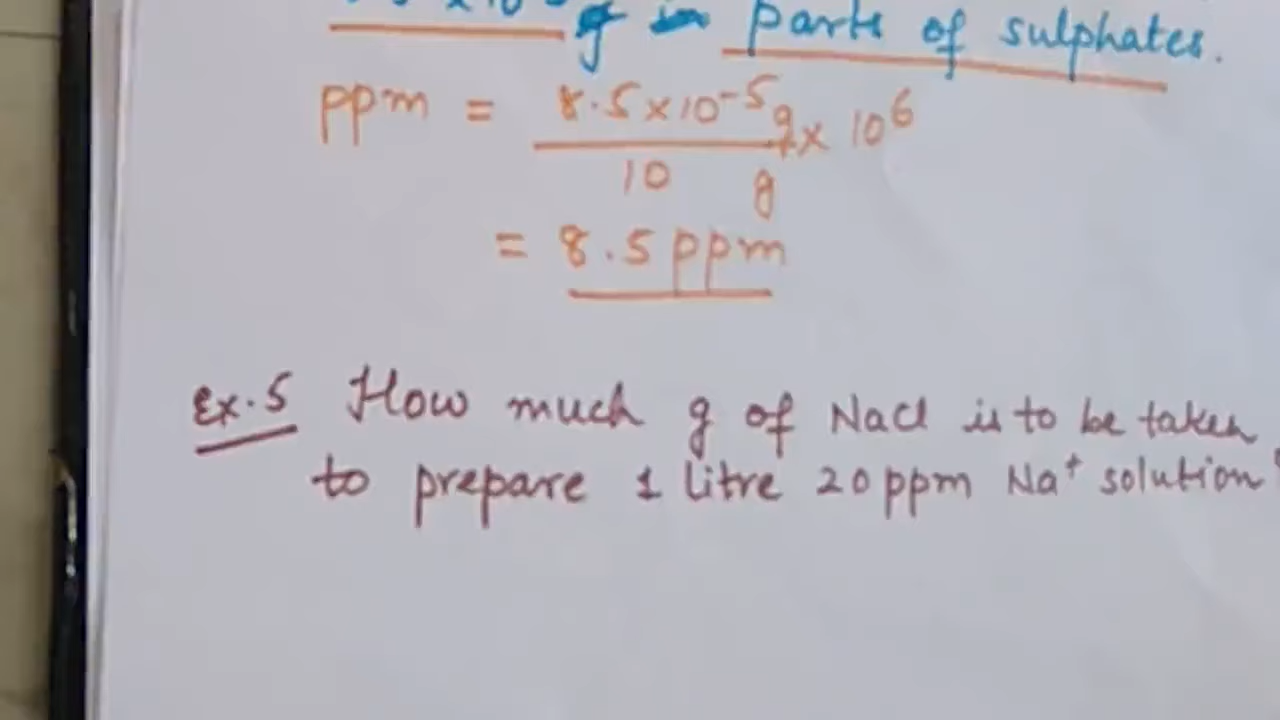 g in parts of sulphates.
ppm = 8.5 x 10⁻⁵ g x 10⁶
10 g
= 8.5 ppm
Ex.5 How much g of NaCl is to be taken
to prepare 1 litre 20 ppm Na⁺ solution